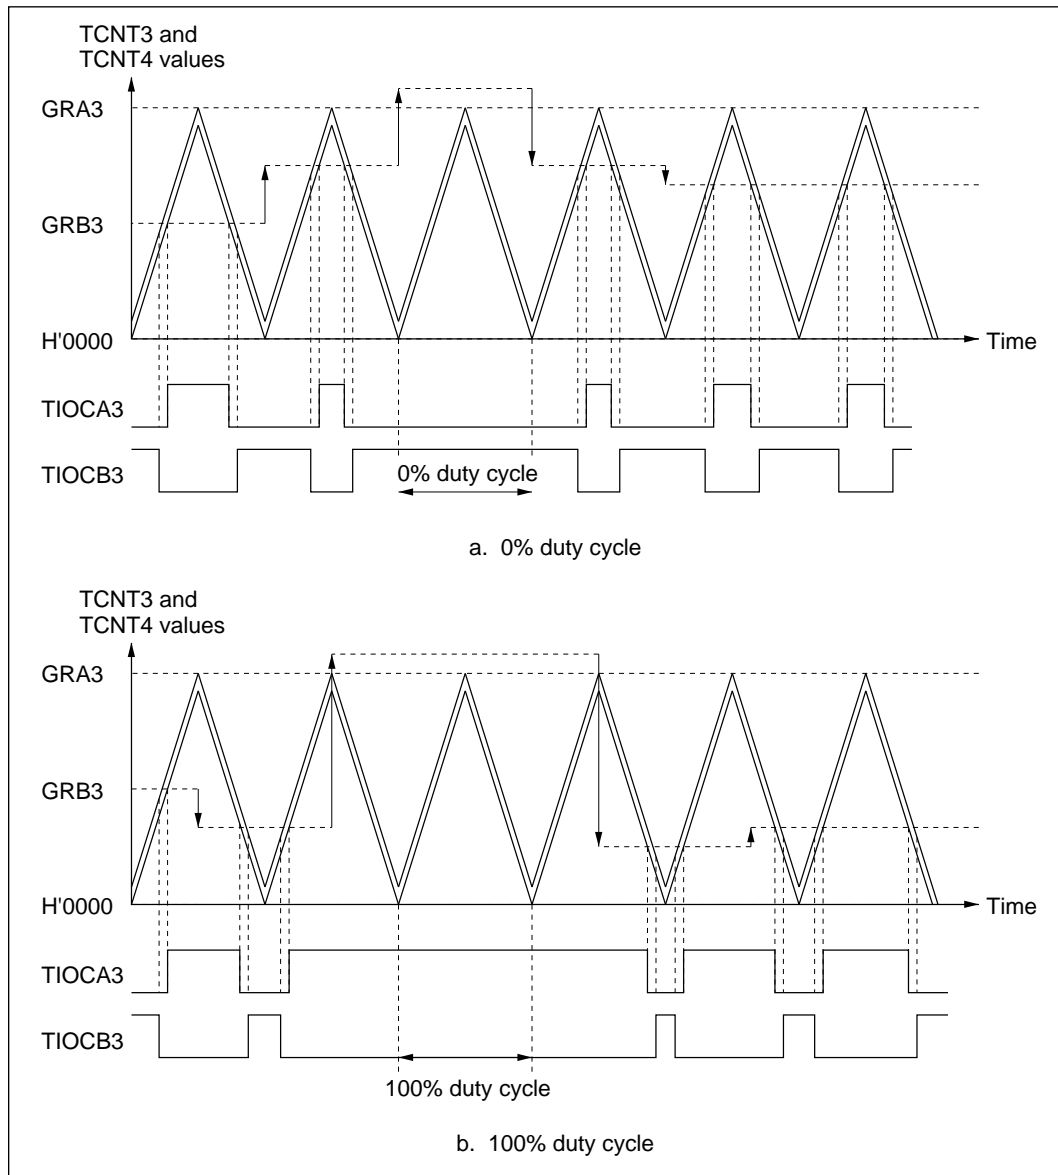 TCNT3 and
TCNT4 values
GRA3
GRB3
H'0000
Time
TIOCA3
TIOCB3
0% duty cycle
a. 0% duty cycle
TCNT3 and
TCNT4 values
GRA3
GRB3
H'0000
Time
TIOCA3
TIOCB3
100% duty cycle
b. 100% duty cycle